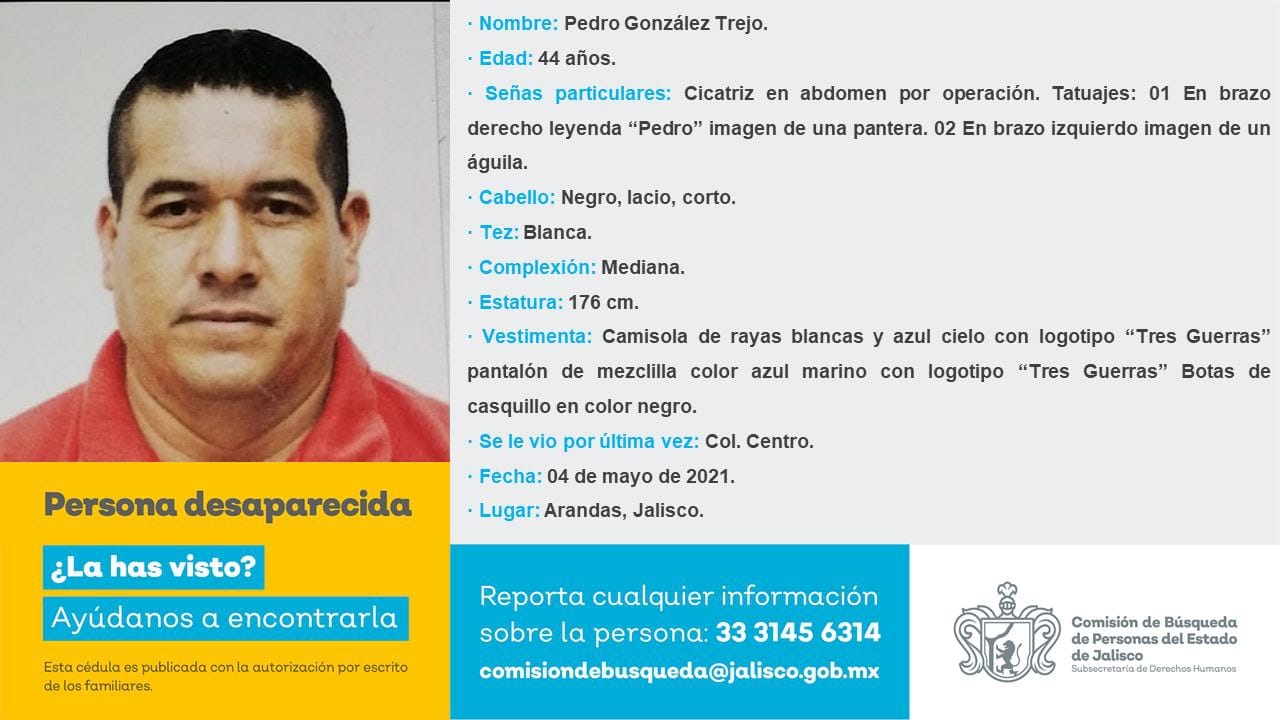 · Nombre: Pedro González Trejo.
· Edad: 44 años.
· Señas particulares: Cicatriz en abdomen por operación. Tatuajes: 01 En brazo
derecho leyenda “Pedro” imagen de una pantera. 02 En brazo izquierdo imagen de un
águila.
· Cabello: Negro, lacio, corto.
· Tez: Blanca.
· Complexión: Mediana.
· Estatura: 176 cm.
· Vestimenta: Camisola de rayas blancas y azul cielo con logotipo “Tres Guerras”
pantalón de mezclilla color azul marino con logotipo “Tres Guerras” Botas de
casquillo en color negro.
· Se le vio por última vez: Col. Centro.
· Fecha: 04 de mayo de 2021.
· Lugar: Arandas, Jalisco.
Persona desaparecida
¿La has visto?
Ayúdanos a encontrarla
Esta cédula es publicada con la autorización por escrito
de los familiares.
Reporta cualquier información
sobre la persona: 33 3145 6314
comisiondebusqueda@jalisco.gob.mx
Comisión de Búsqueda
de Personas del Estado
de Jalisco
Subsecretaría de Derechos Humanos